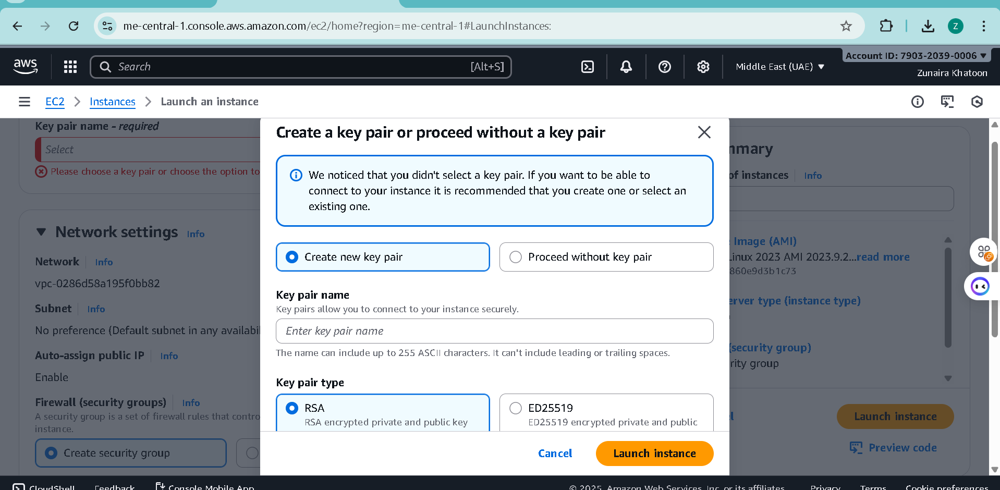 me-central-1.console.aws.amazon.com/ec2/home?region=me-central-1#LaunchInstances:
Z
aws
Search
[Alt+S]
Middle East (UAE)
Account ID: 7903-2039-0006
Zunaira Khatoon
EC2
Instances
Launch an instance
Key pair name - required
Select
Please choose a key pair or choose the option to
Network settings Info
Network Info
vpc-0286d58a195f0bb82
Subnet Info
No preference (Default subnet in any
Auto-assign public IP Info
Enable
Firewall (security groups) Info
A security group is a set of firewall rules that
instance.
Create security group
Create a key pair or proceed without a key pair
We noticed that you didn't select a key pair. If you want to be able to
connect to your instance it is recommended that you create one or select an
existing one.
Create new key pair
Proceed without key pair
Key pair name
Key pairs allow you to connect to your instance securely.
Enter key pair name
The name can include up to 255 ASCII characters. It can't include leading or trailing spaces.
Key pair type
RSA
RSA encrypted private and public key
ED25519
ED25519 encrypted private and public
Cancel
Launch instance
of instances Info
Image (AMI)
Linux 2023 AMI 2023.9.2...read more
860e9d3b1c73
type (instance type)
(security group)
group
Launch instance
Preview code
CloudShell
Feedback
Console Mobile App
© 2025, Amazon Web Services, Inc. or its affiliates.
Privacy
Terms
Cookie preferences